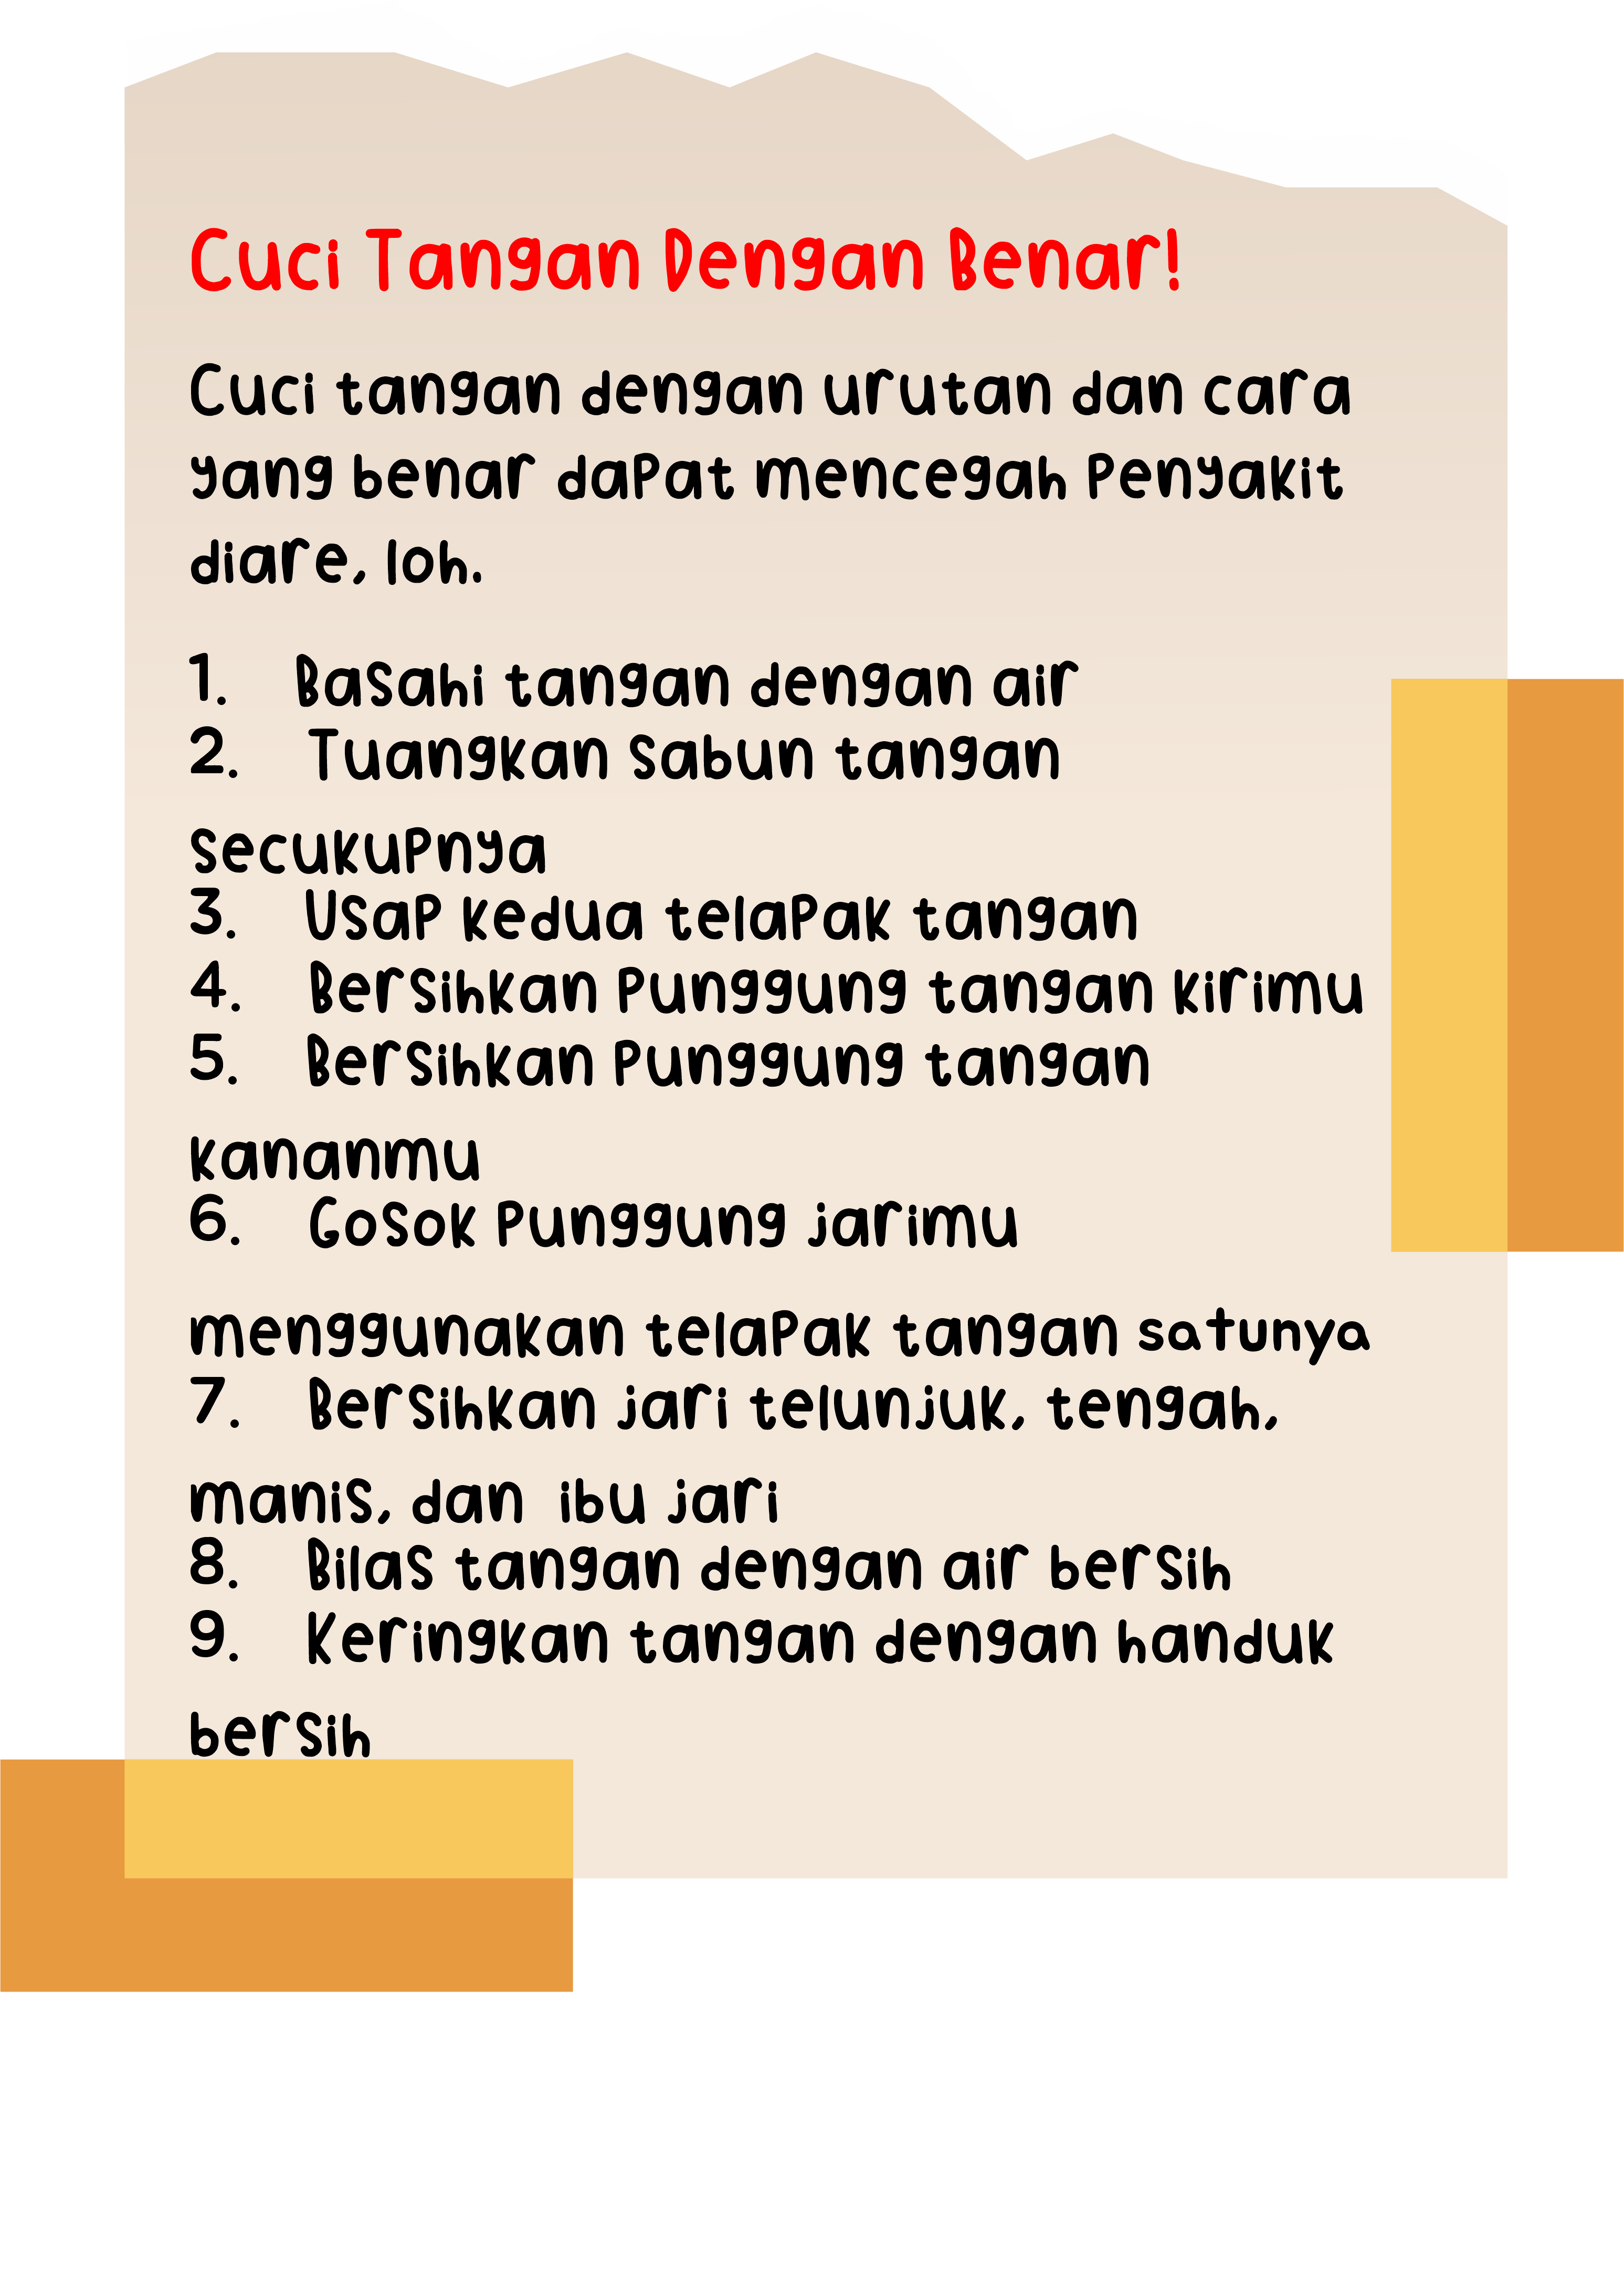 Cuci Tangan Dengan Benar!
Cuci tangan dengan urutan dan cara
yang benar dapat mencegah penyakit
diare, loh.
1. Basahi tangan dengan air
2. Tuangkan sabun tangan
secukupnya
3. Usap kedua telapak tangan
4. Bersihkan punggung tangan kirimu
5. Bersihkan punggung tangan
kananmu
6. Gosok punggung jarimu
menggunakan telapak tangan satunya
7. Bersihkan jari telunjuk, tengah,
manis, dan ibu jari
8. Bilas tangan dengan air bersih
9. Keringkan tangan dengan handuk
bersih